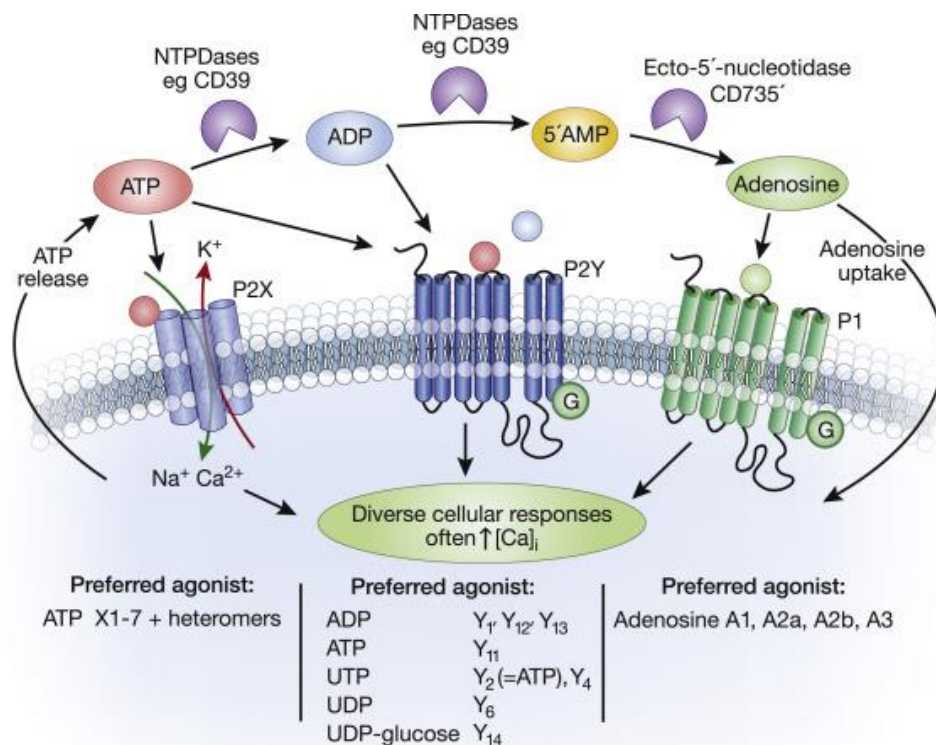 NTPDases
eg CD39
NTPDases
eg CD39
Ecto-5′-nucleotidase
CD735′
ATP
ADP
5′AMP
Adenosine
ATP
release
K⁺
P2X
P2Y
Adenosine
uptake
P1
G
G
Na⁺ Ca²⁺
Diverse cellular responses
often ↑[Ca]ᵢ
Preferred agonist:
ATP X1-7 + heteromers
Preferred agonist:
ADP Y₁, Y₁₂, Y₁₃
ATP Y₁₁
UTP Y₂(=ATP), Y₄
UDP Y₆
UDP-glucose Y₁₄
Preferred agonist:
Adenosine A1, A2a, A2b, A3